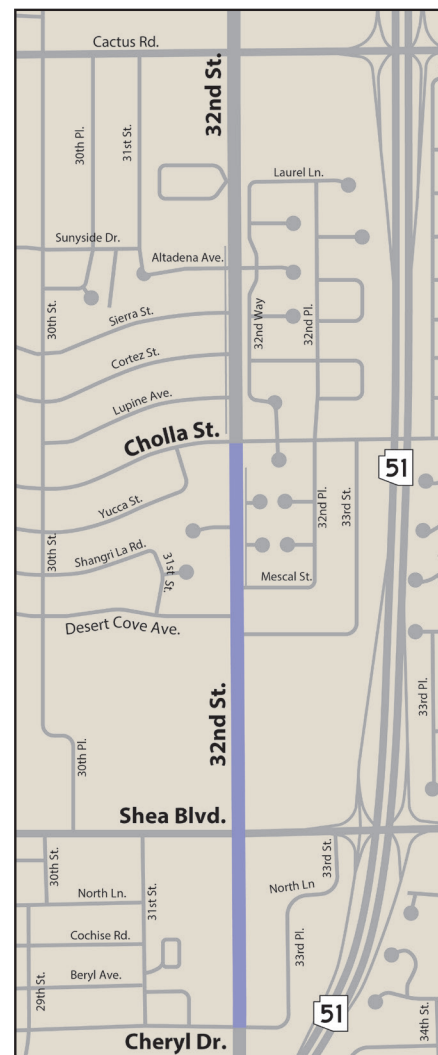 Cactus Rd.
32nd St.
30th Pl.
31st St.
Laurel Ln.
Sunyside Dr.
Altadena Ave.
30th St.
Sierra St.
32nd Way
32nd Pl.
Cortez St.
Lupine Ave.
Cholla St.
51
Yucca St.
32nd Pl.
33rd St.
30th St.
Shangri La Rd.
31st St.
Mescal St.
Desert Cove Ave.
32nd St.
33rd Pl.
30th Pl.
Shea Blvd.
30th St.
33rd St.
North Ln.
31st St.
North Ln
Cochise Rd.
33rd Pl.
29th St.
Beryl Ave.
51
34th St.
Cheryl Dr.